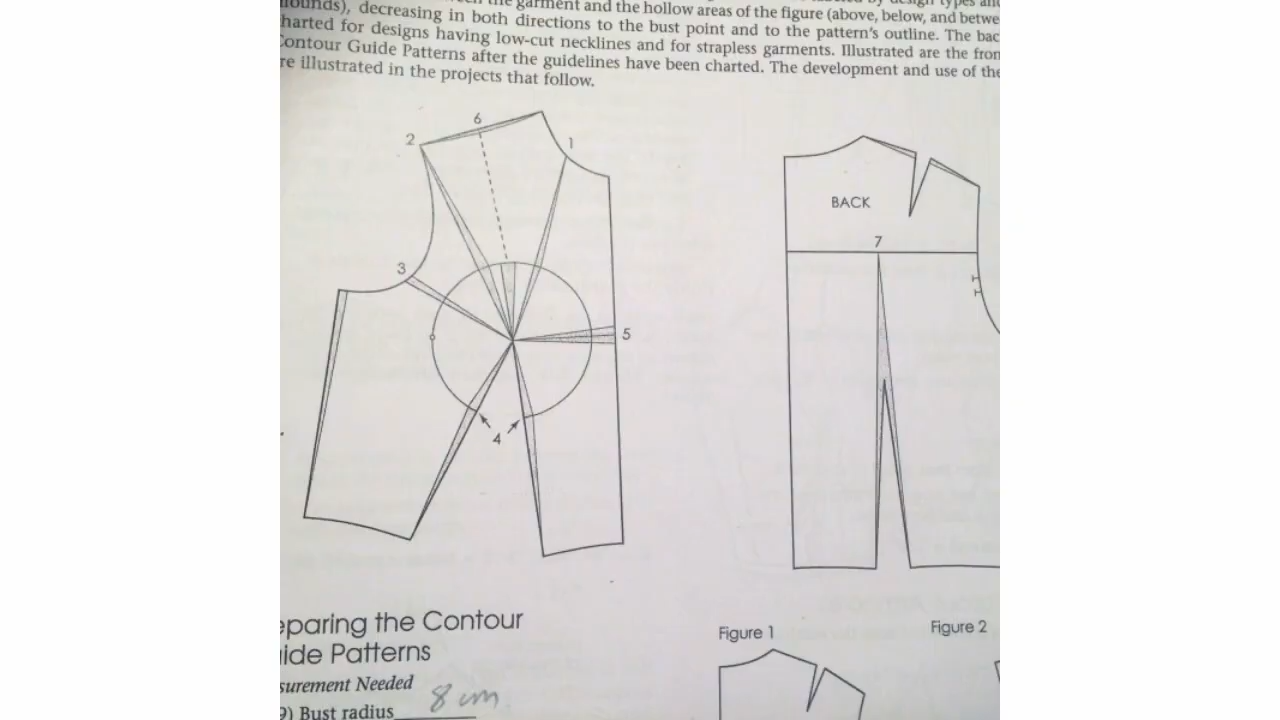 the garment and the hollow areas of the figure (above, below, and betwe
ounds), decreasing in both directions to the bust point and to the pattern's outline. The bac
harted for designs having low-cut necklines and for strapless garments. Illustrated are the fron
Contour Guide Patterns after the guidelines have been charted. The development and use of the
re illustrated in the projects that follow.
6
2
1
BACK
7
3
5
4
eparing the Contour
ide Patterns
surement Needed
9) Bust radius 8 cm
Figure 1
Figure 2